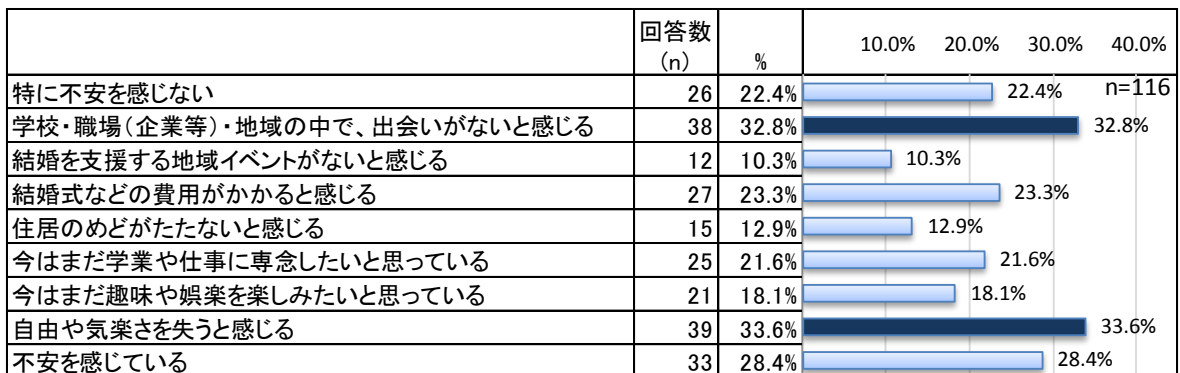 回答数
(n) % 10.0% 20.0% 30.0% 40.0%
n=116
特に不安を感じない 26 22.4% 22.4%
学校・職場(企業等)・地域の中で、出会いがないと感じる 38 32.8% 32.8%
結婚を支援する地域イベントがないと感じる 12 10.3% 10.3%
結婚式などの費用がかかると感じる 27 23.3% 23.3%
住居のめどがたたないと感じる 15 12.9% 12.9%
今はまだ学業や仕事に専念したいと思っている 25 21.6% 21.6%
今はまだ趣味や娯楽を楽しみたいと思っている 21 18.1% 18.1%
自由や気楽さを失うと感じる 39 33.6% 33.6%
不安を感じている 33 28.4% 28.4%